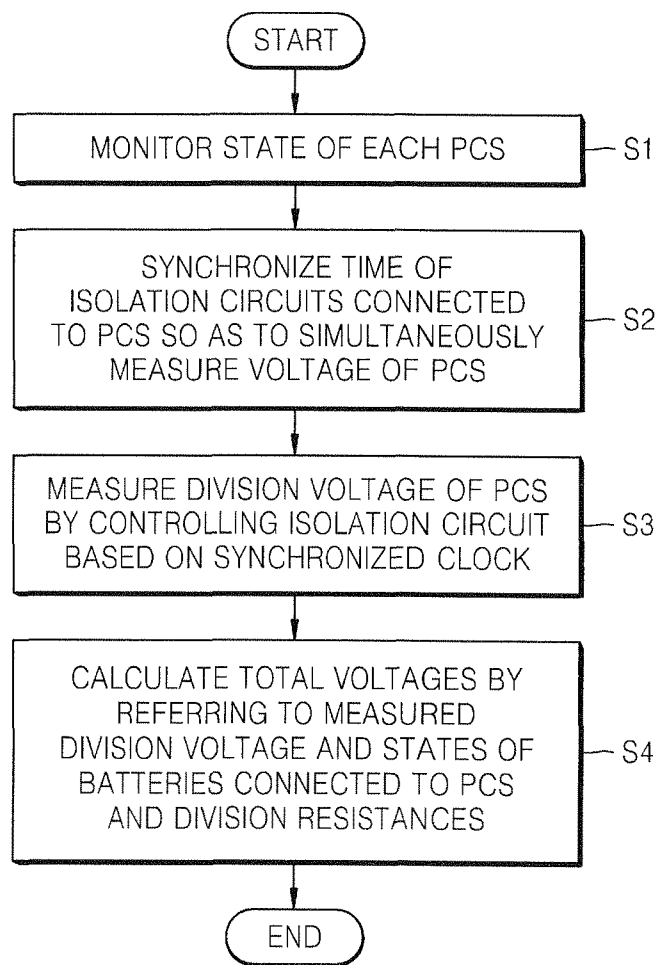 START
MONITOR STATE OF EACH PCS
S1
SYNCHRONIZE TIME OF
ISOLATION CIRCUITS CONNECTED
TO PCS SO AS TO SIMULTANEOUSLY
MEASURE VOLTAGE OF PCS
S2
MEASURE DIVISION VOLTAGE OF PCS
BY CONTROLLING ISOLATION CIRCUIT
BASED ON SYNCHRONIZED CLOCK
S3
CALCULATE TOTAL VOLTAGES BY
REFERRING TO MEASURED
DIVISION VOLTAGE AND STATES OF
BATTERIES CONNECTED TO PCS
AND DIVISION RESISTANCES
S4
END